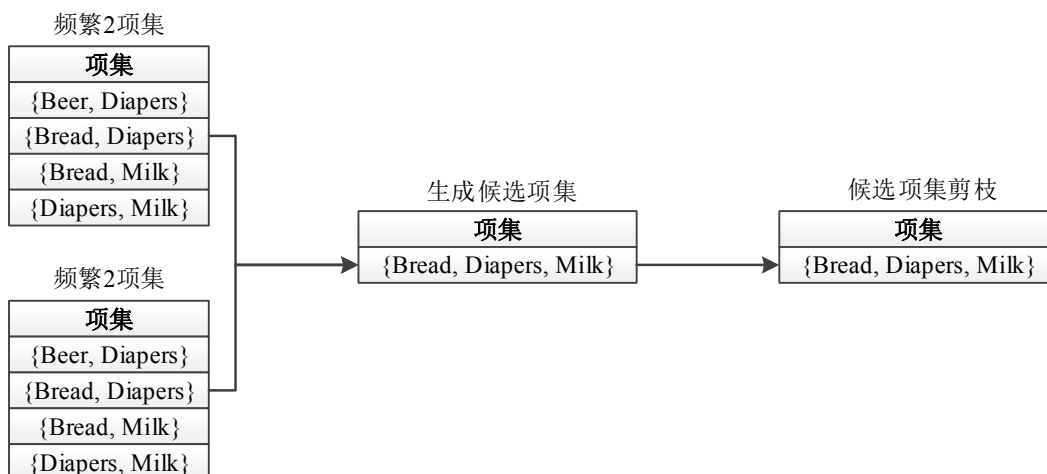 频繁2项集
项集
{Beer, Diapers}
{Bread, Diapers}
{Bread, Milk}
{Diapers, Milk}
频繁2项集
项集
{Beer, Diapers}
{Bread, Diapers}
{Bread, Milk}
{Diapers, Milk}
生成候选项集
项集
{Bread, Diapers, Milk}
候选项集剪枝
项集
{Bread, Diapers, Milk}